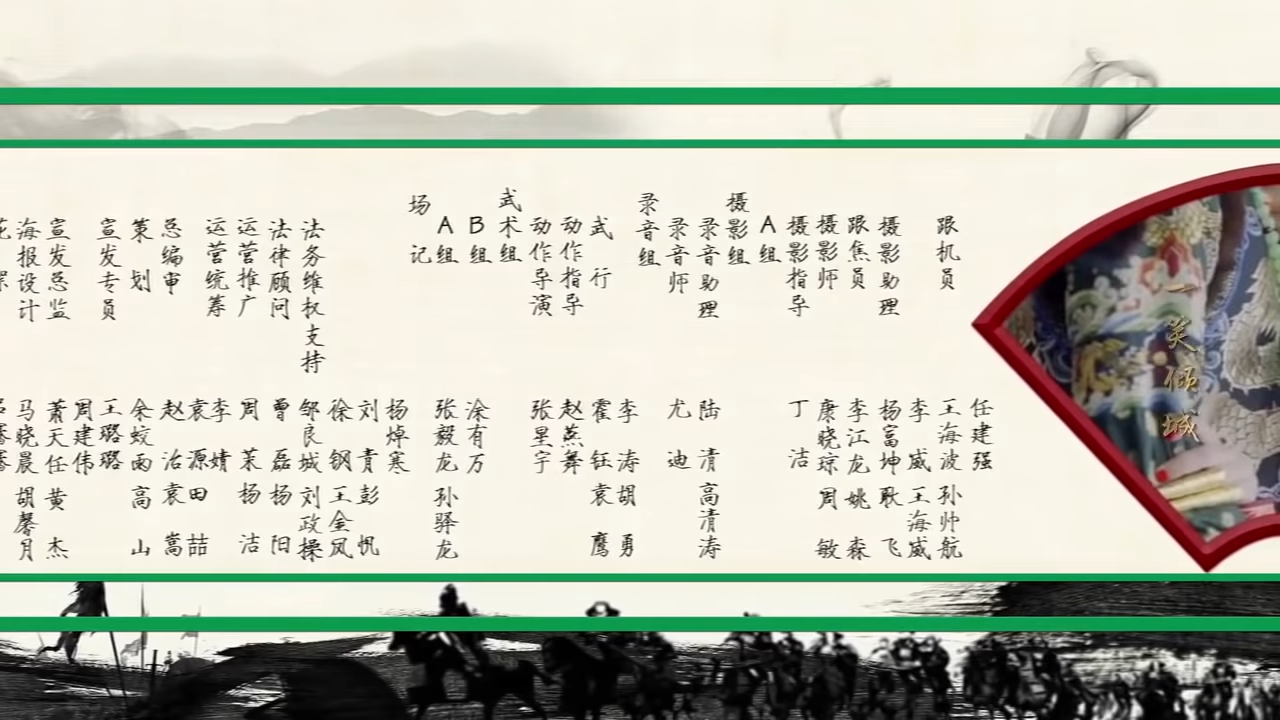 一笑倾城
任建强
跟机员 王海波 孙帅航
李威 王海威
摄影助理 杨富坤 耿飞
跟焦员 李江龙 姚森
摄影师 康晓琼 周敏
摄影指导 丁洁
A组
摄影组
录音助理 陆清 高清涛
录音师 尤迪
录音组
李涛 胡勇
武行 霍钰 袁鹰
动作指导 赵燕舞
动作导演 张星宇
武术组
B组 涂有万
A组 张毅龙 孙驿龙
场记
杨焯寒
刘青 彭帆
徐钢 王金凤
法务维权支持 邹良城 刘政操
法律顾问 曹磊 杨阳
运营推广 周茉 杨洁
运营统筹 李婧
袁源 田喆
总编审 赵治 袁嵩
策划 余蛟雨 高山
宣发专员 王璐璐
周建伟
宣发总监 萧天任 黄杰
海报设计 马晓晨 胡馨月